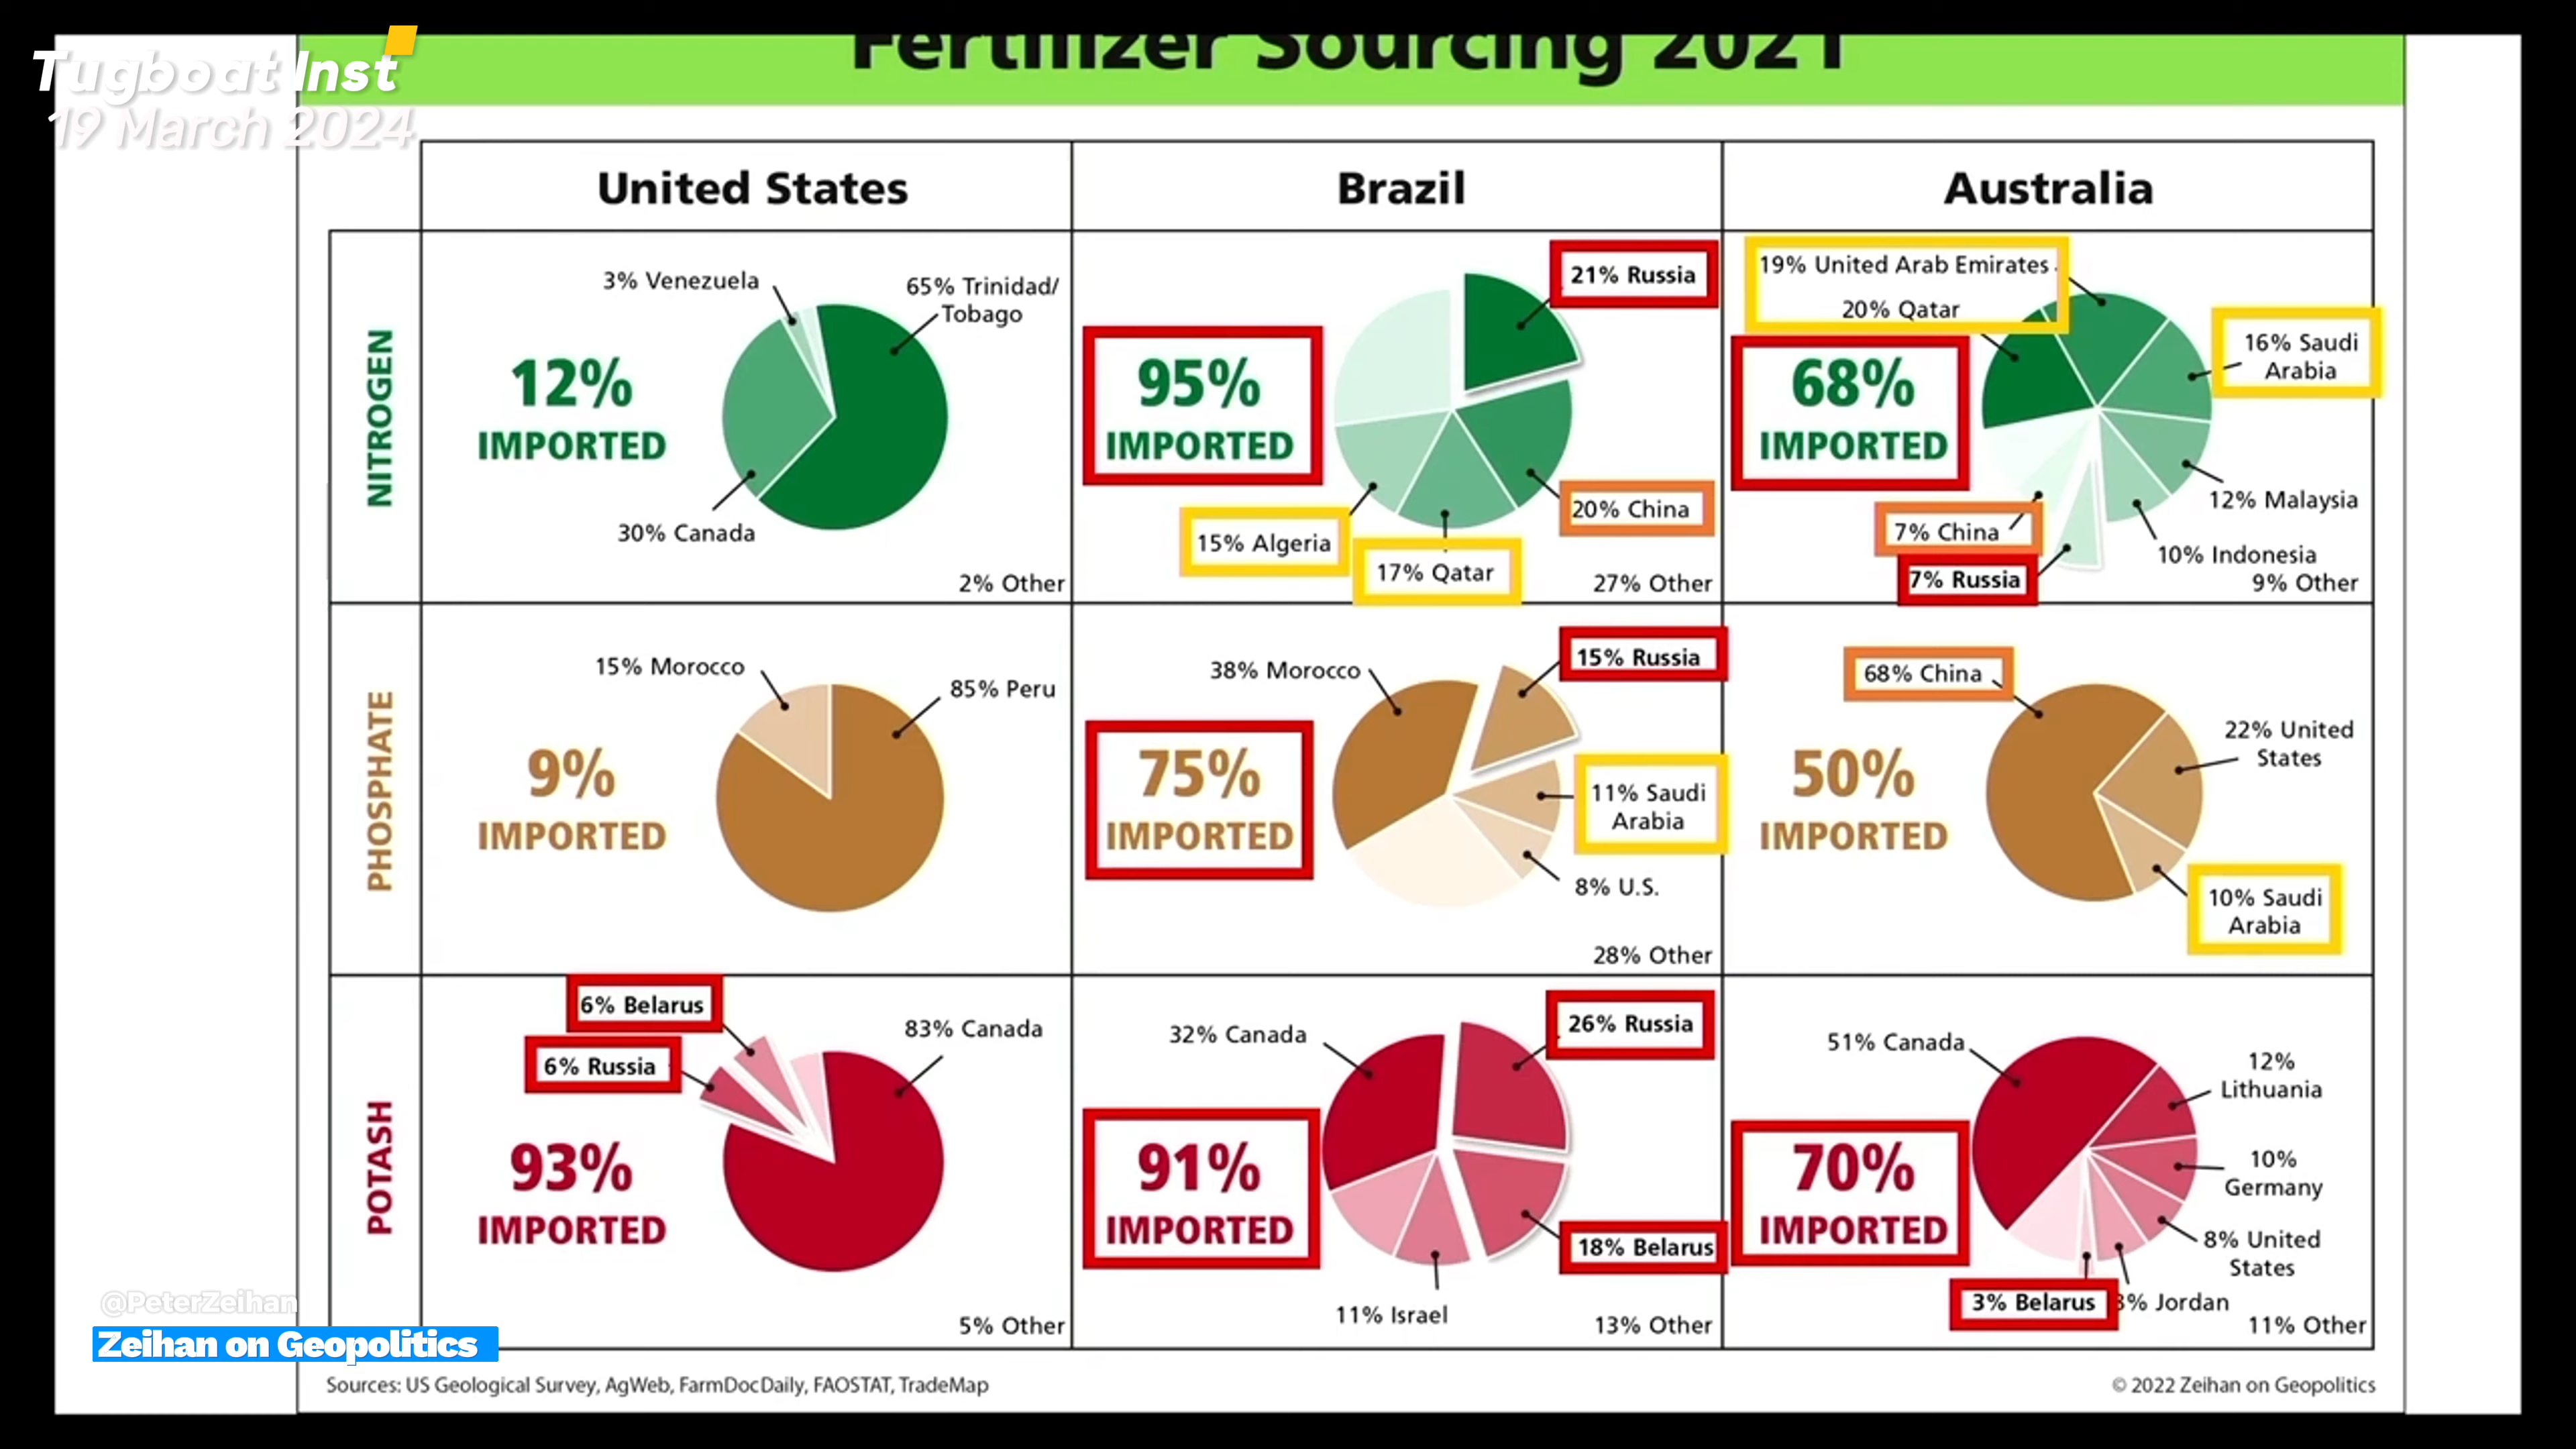 Fertilizer Sourcing 2021
Tugboat Inst
19 March 2024
United States
Brazil
Australia
NITROGEN
12%
IMPORTED
3% Venezuela
65% Trinidad/
Tobago
30% Canada
2% Other
95%
IMPORTED
21% Russia
20% China
17% Qatar
15% Algeria
27% Other
68%
IMPORTED
19% United Arab Emirates
20% Qatar
16% Saudi
Arabia
12% Malaysia
10% Indonesia
7% China
7% Russia
9% Other
PHOSPHATE
9%
IMPORTED
15% Morocco
85% Peru
75%
IMPORTED
38% Morocco
15% Russia
11% Saudi
Arabia
8% U.S.
28% Other
50%
IMPORTED
68% China
22% United
States
10% Saudi
Arabia
POTASH
93%
IMPORTED
6% Belarus
6% Russia
83% Canada
5% Other
91%
IMPORTED
32% Canada
26% Russia
18% Belarus
11% Israel
13% Other
70%
IMPORTED
51% Canada
12%
Lithuania
10%
Germany
8% United
States
8% Jordan
3% Belarus
11% Other
@PeterZeihan
Zeihan on Geopolitics
Sources: US Geological Survey, AgWeb, FarmDocDaily, FAOSTAT, TradeMap
© 2022 Zeihan on Geopolitics